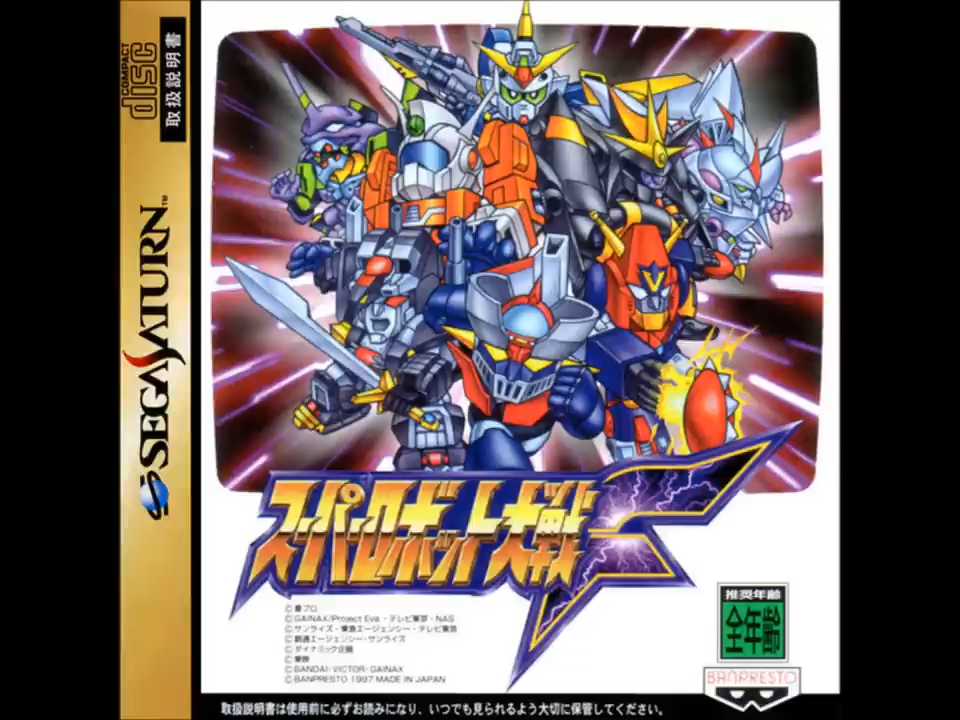 COMPACT
disc
取扱説明書
SEGA SATURN™
スーパーロボット大戦F
©GAINAX/Project Eva.・テレビ東京・NAS
©サンライズ・東急エージェンシー・テレビ東京
©創通エージェンシー・サンライズ
©ダイナミック企画
©BANDAI・VICTOR・GAINAX
©BANPRESTO 1997 MADE IN JAPAN
推奨年齢
全年齢
BANPRESTO
取扱説明書は使用前に必ずお読みになり、いつでも見られるよう大切に保管してください。